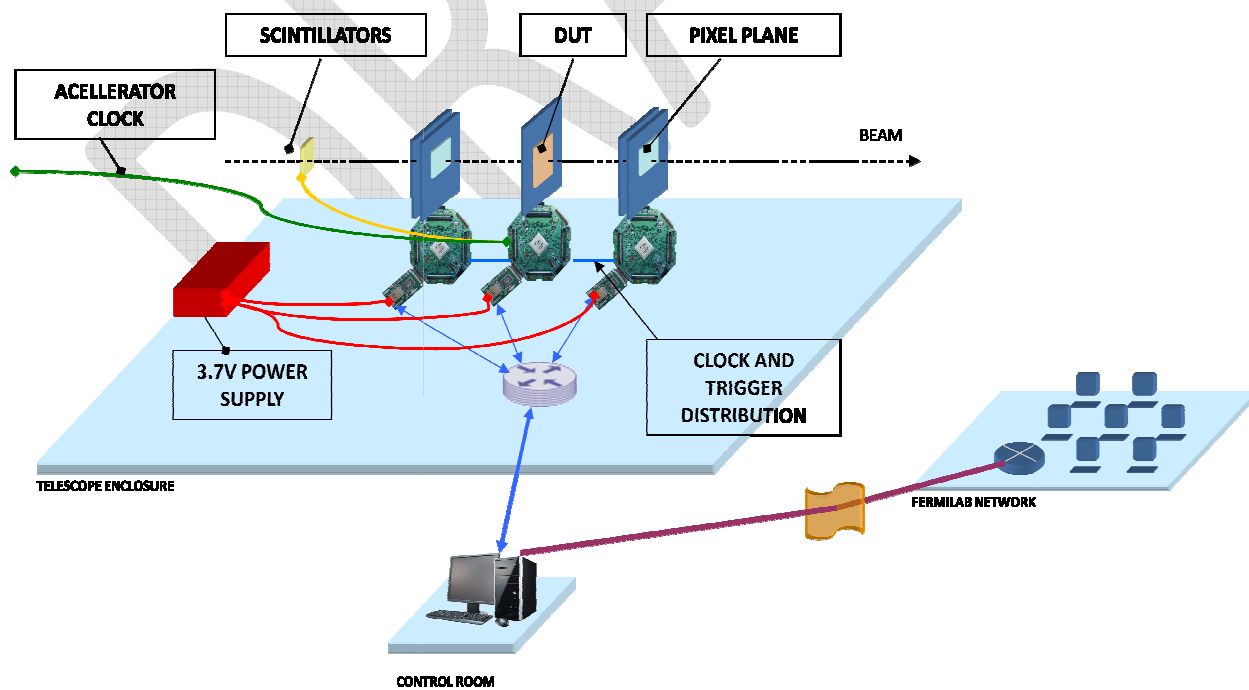 SCINTILLATORS
DUT
PIXEL PLANE
ACELLERATOR
CLOCK
BEAM
3.7V POWER
SUPPLY
CLOCK AND
TRIGGER
DISTRIBUTION
TELESCOPE ENCLOSURE
FERMILAB NETWORK
CONTROL ROOM